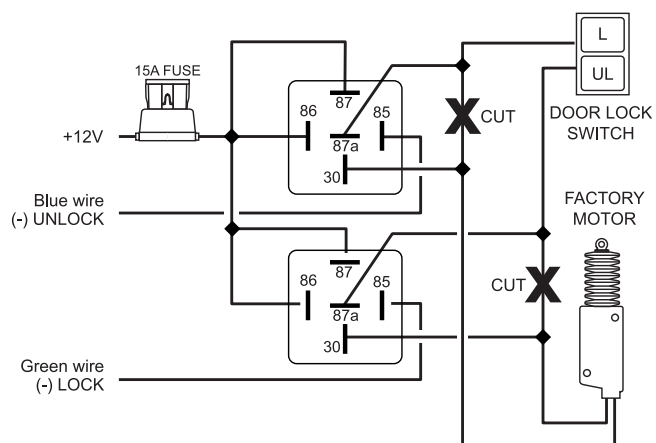 15A FUSE
+12V
86
87
85
87a
30
CUT
L
UL
DOOR LOCK
SWITCH
Blue wire
(-) UNLOCK
FACTORY
MOTOR
86
87
85
87a
30
CUT
Green wire
(-) LOCK